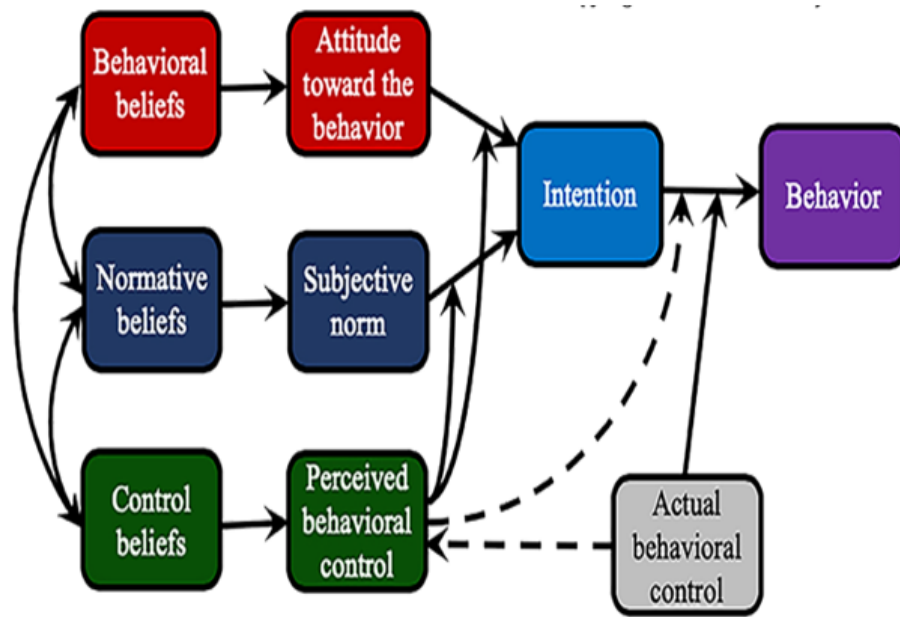 Behavioral
beliefs
Attitude
toward the
behavior
Intention
Behavior
Normative
beliefs
Subjective
norm
Control
beliefs
Perceived
behavioral
control
Actual
behavioral
control